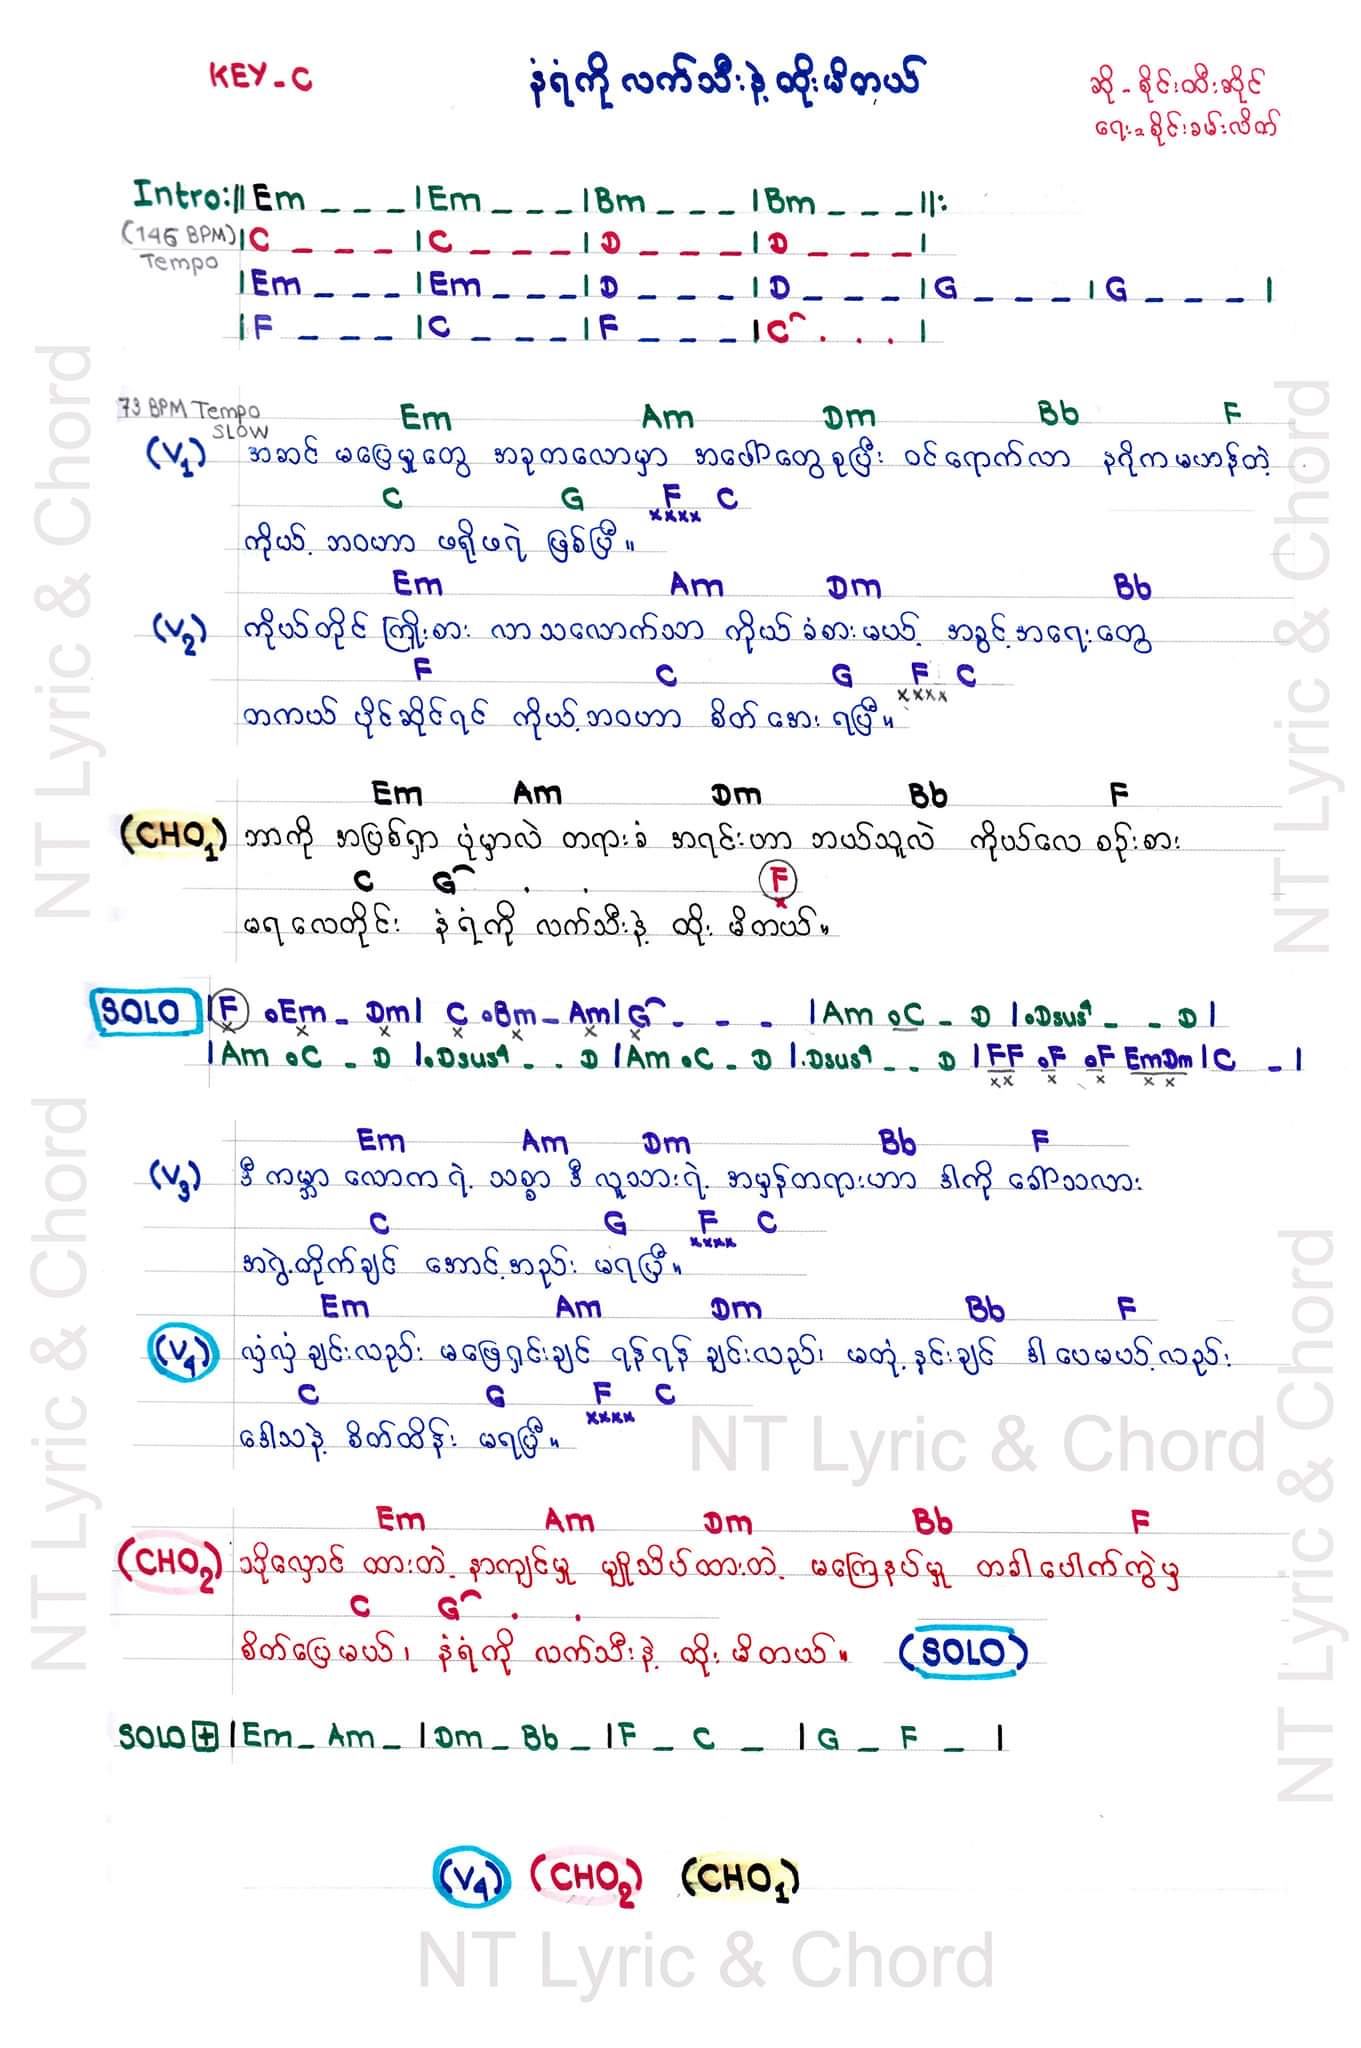 KEY - C
နံရံကို လက်သီးနဲ့ ထိုးမိတယ်
ဆို - စိုင်းထီးဆိုင်
ရေး = စိုင်းခမ်းလိတ်
Intro:|| Em _ _ _ | Em _ _ _ | Bm _ _ _ | Bm _ _ _ ||:
(146 BPM) | C _ _ _ | C _ _ _ | D _ _ _ | D _ _ _ |
Tempo
| Em _ _ _ | Em _ _ _ | D _ _ _ | D _ _ _ | G _ _ _ | G _ _ _ |
| F _ _ _ | C _ _ _ | F _ _ _ | C^ . . . |
73 BPM Tempo
SLOW
Em Am Dm Bb F
(V1) အဆင် မပြေမှုတွေ အခုကလောမှာ အပေါ်တွေစုပြီး ဝင်ရောက်လာ နဂိုကမဟန်တဲ့
C G F C
xxxx
ကိုယ့် ဘဝဟာ ဖရိုဖရဲ ဖြစ်ပြီ။
Em Am Dm Bb
(V2) ကိုယ်တိုင် ကြိုးစား လာသလောက်သာ ကိုယ်ခံစားမယ့် အခွင့်အရေးတွေ
F C G F C
xxxx
တကယ် ပိုင်ဆိုင်ရင် ကိုယ့်ဘဝဟာ စိတ်အေးရပြီ။
Em Am Dm Bb F
(CHO1) ဘာကို အပြစ်ရှာ ပုံမှာလဲ တရားခံ အရင်းဟာ ဘယ်သူလဲ ကိုယ်လေ စဉ်းစား
C G^ . . F
x
မရလေတိုင်း နံရံကို လက်သီးနဲ့ ထိုးမိတယ်။
SOLO | F o Em _ Dm | C o Bm _ Am | G^ _ _ _ | Am o C _ D | o Dsus4 _ _ D |
x x x x x x x
| Am o C _ D | o Dsus4 . . D | Am o C _ D | . Dsus4 _ . D | FF o F o F EmDm | C _ |
xx x x x x
Em Am Dm Bb F
(V3) ဒီကမ္ဘာ လောကရဲ့ သစ္စာ ဒီလူသားရဲ့ အမှန်တရားဟာ ဒါကို ခေါ်သလား
C G F C
xxxx
အရွဲ့တိုက်ချင် အောင့်အည်း မရပြီ။
Em Am Dm Bb F
(V4) လှဲလှဲ ချင်းလည်း မဖြေရှင်းချင် ရန်ရန် ချင်းလည်း၊ မတုံ့နှင်းချင် ဒါပေမယ့်လည်း
C G F C
xxxx
ဒေါသနဲ့ စိတ်ထိန်း မရပြီ။
Em Am Dm Bb F
(CHO2) သိုလှောင် ထားတဲ့ နာကျင်မှု မျိုသိပ်ထားတဲ့ မကြေနပ်မှု တခါပေါက်ကွဲမှ
C G^ . .
စိတ်ပြေမယ်၊ နံရံကို လက်သီးနဲ့ ထိုးမိတယ်။ (SOLO)
SOLO + | Em _ Am _ | Dm _ Bb _ | F _ C _ | G _ F _ |
(V4) (CHO2) (CHO1)
NT Lyric & Chord
NT Lyric & Chord
NT Lyric & Chord
NT Lyric & Chord
NT Lyric & Chord
NT Lyric & Chord